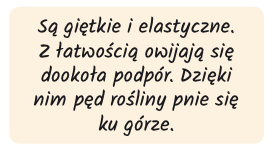 Są giętkie i elastyczne.
Z łatwością owijają się
dookoła podpór. Dzięki
nim pęd rośliny pnie się
ku górze.